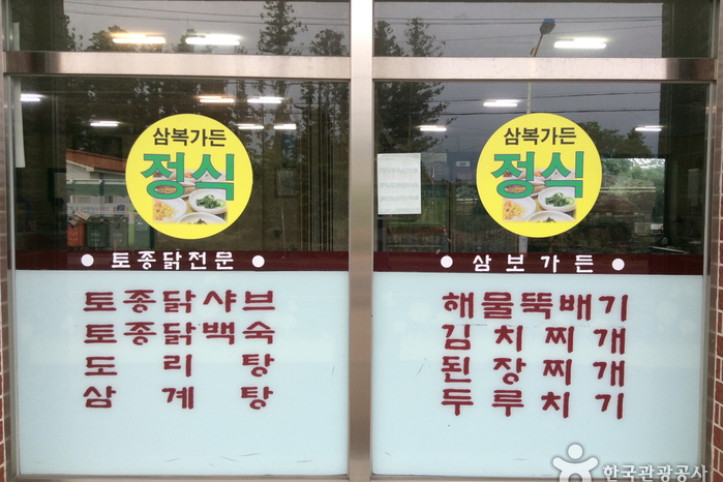 삼복가든
정식
● 토종닭전문 ●
토종닭샤브
토종닭백숙
도리탕
삼계탕
삼복가든
정식
● 삼보가든 ●
해물뚝배기
김치찌개
된장찌개
두루치기
한국관광공사